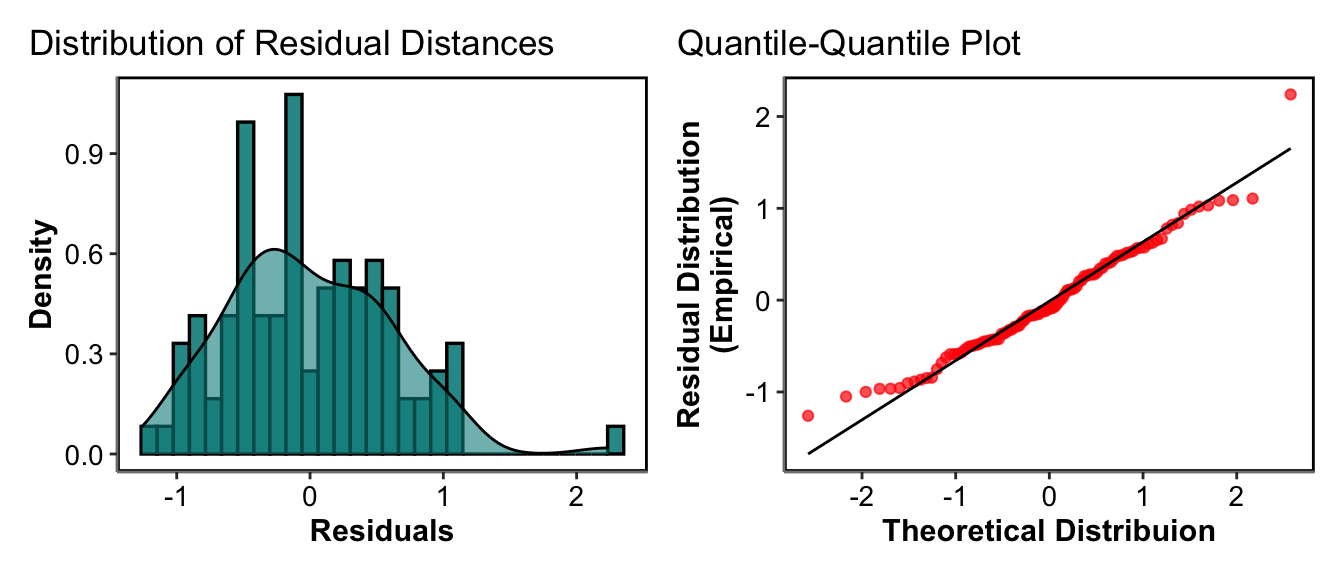 Distribution of Residual Distances
Density
0.9
0.6
0.3
0.0
-1
0
1
2
Residuals
Quantile-Quantile Plot
Residual Distribution
(Empirical)
2
1
0
-1
-2
-1
0
1
2
Theoretical Distribuion